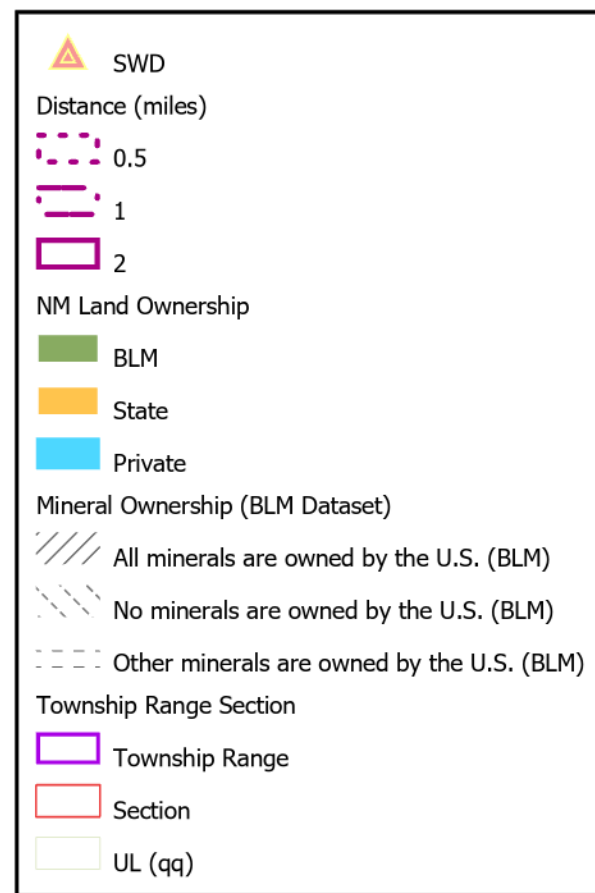 SWD
Distance (miles)
0.5
1
2
NM Land Ownership
BLM
State
Private
Mineral Ownership (BLM Dataset)
All minerals are owned by the U.S. (BLM)
No minerals are owned by the U.S. (BLM)
Other minerals are owned by the U.S. (BLM)
Township Range Section
Township Range
Section
UL (qq)